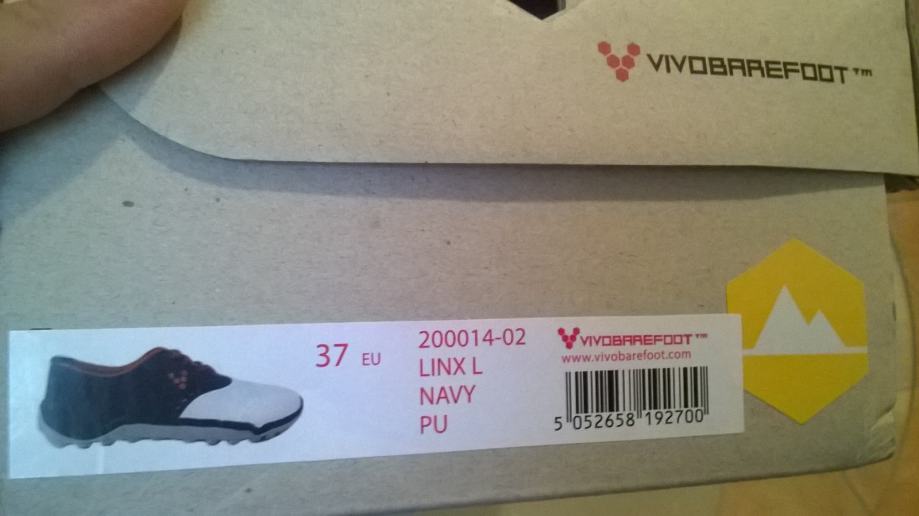 VIVOBAREFOOT™
37 EU
200014-02
LINX L
NAVY
PU
VIVOBAREFOOT™
www.vivobarefoot.com
5 052658 192700